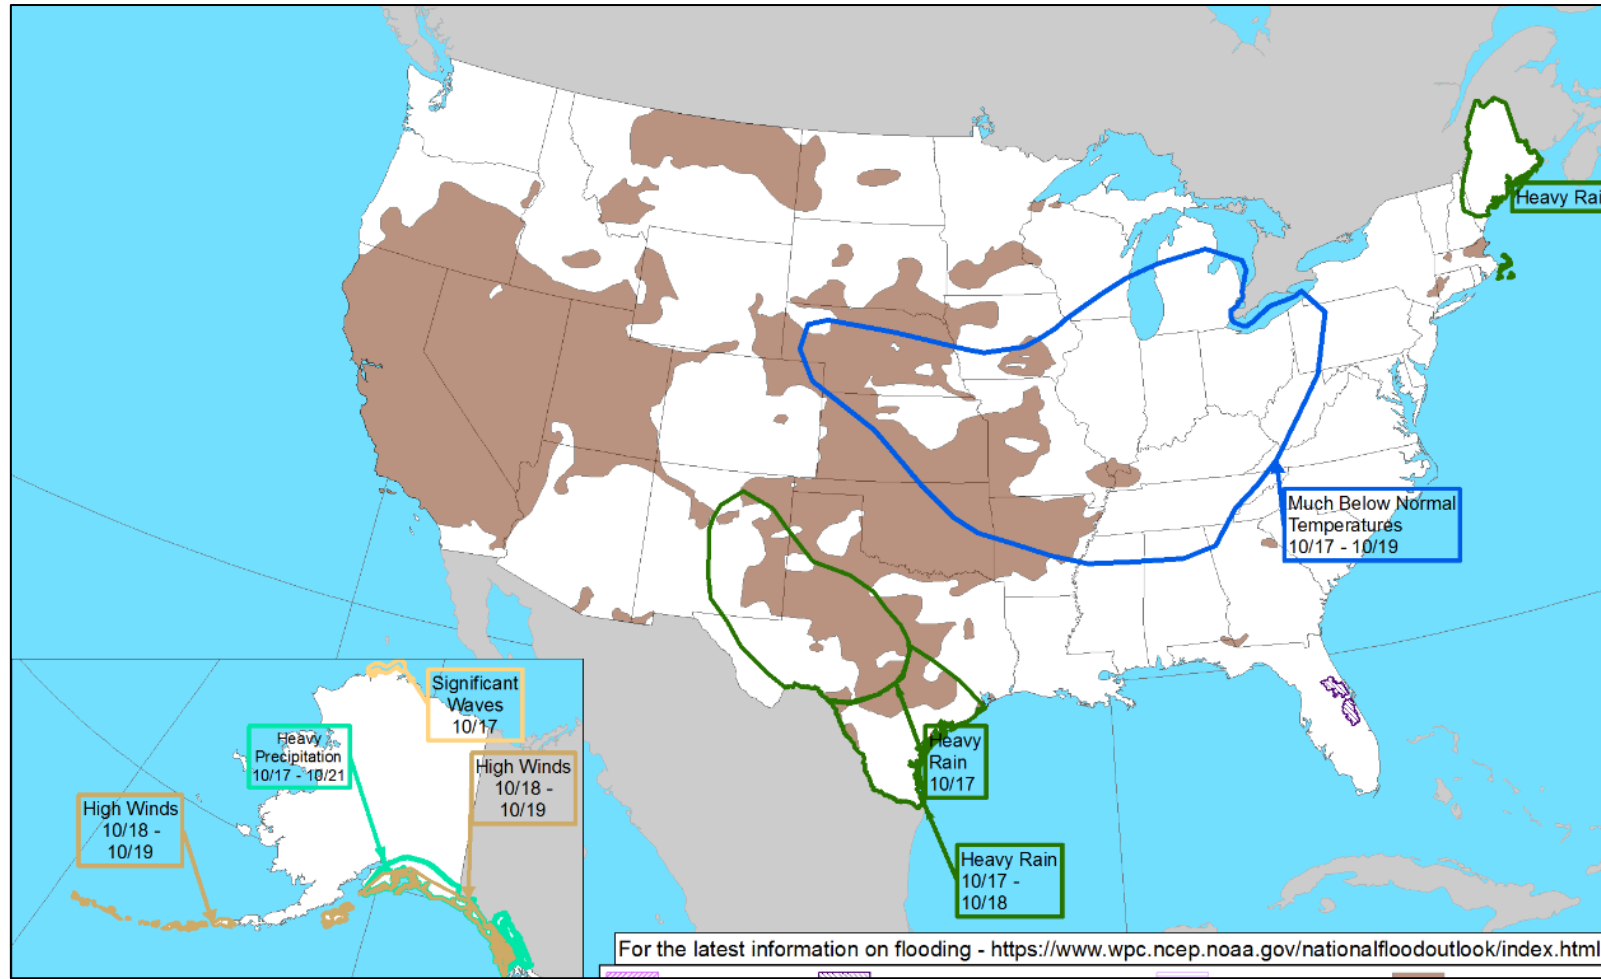 Heavy Rai
Much Below Normal
Temperatures
10/17 - 10/19
Significant
Waves
10/17
Heavy
Precipitation
10/17 - 10/21
High Winds
10/18 -
10/19
High Winds
10/18 -
10/19
Heavy
Rain
10/17
Heavy Rain
10/17 -
10/18
For the latest information on flooding - https://www.wpc.ncep.noaa.gov/nationalfloodoutlook/index.html